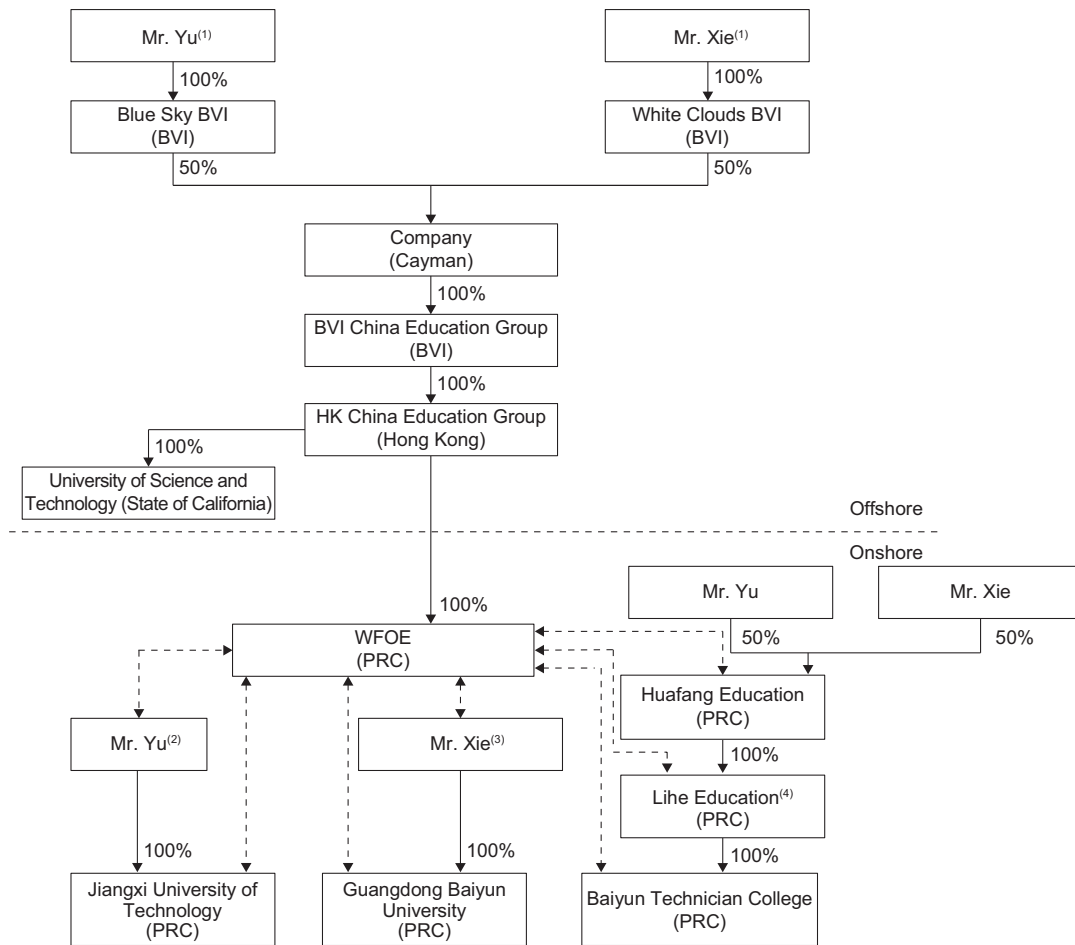 Mr. Yu(1)
Mr. Xie(1)
100%
100%
Blue Sky BVI
(BVI)
White Clouds BVI
(BVI)
50%
50%
Company
(Cayman)
100%
BVI China Education Group
(BVI)
100%
HK China Education Group
(Hong Kong)
100%
University of Science and
Technology (State of California)
Offshore
Onshore
100%
Mr. Yu
Mr. Xie
50%
50%
WFOE
(PRC)
Huafang Education
(PRC)
Mr. Yu(2)
Mr. Xie(3)
100%
Lihe Education(4)
(PRC)
100%
100%
100%
Jiangxi University of
Technology
(PRC)
Guangdong Baiyun
University
(PRC)
Baiyun Technician College
(PRC)